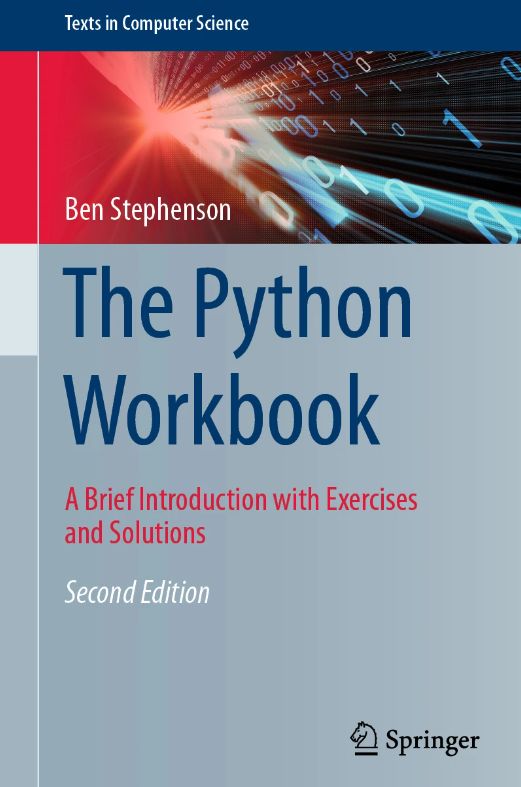 Texts in Computer Science
Ben Stephenson
The Python
Workbook
A Brief Introduction with Exercises
and Solutions
Second Edition
Springer